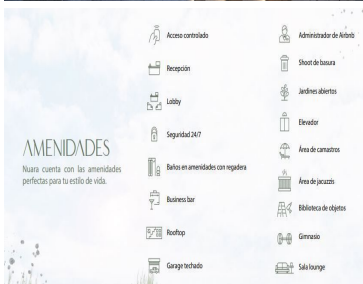 AMENIDADES
Nuara cuenta con las amenidades
perfectas para tu estilo de vida.
Acceso controlado
Recepción
Lobby
Seguridad 24/7
Baños en amenidades con regadera
Business bar
Rooftop
Garage techado
Administrador de Airbnb
Shoot de basura
Jardines abiertos
Elevador
Área de camastros
Área de jacuzzis
Biblioteca de objetos
Gimnasio
Sala lounge